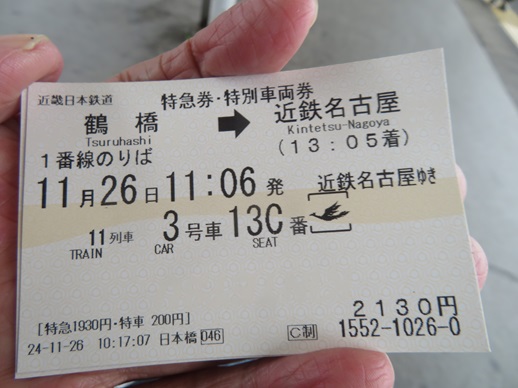 近畿日本鉄道 特急券・特別車両券
鶴橋 ➡ 近鉄名古屋
Tsuruhashi Kintetsu-Nagoya
1番線のりば (13:05着)
11月26日 11:06発 近鉄名古屋ゆき
11列車 3号車 13C番
TRAIN CAR SEAT
2130円
[特急1930円・特車 200円] C制 1552-1026-0
24-11-26 10:17:07 日本橋 046